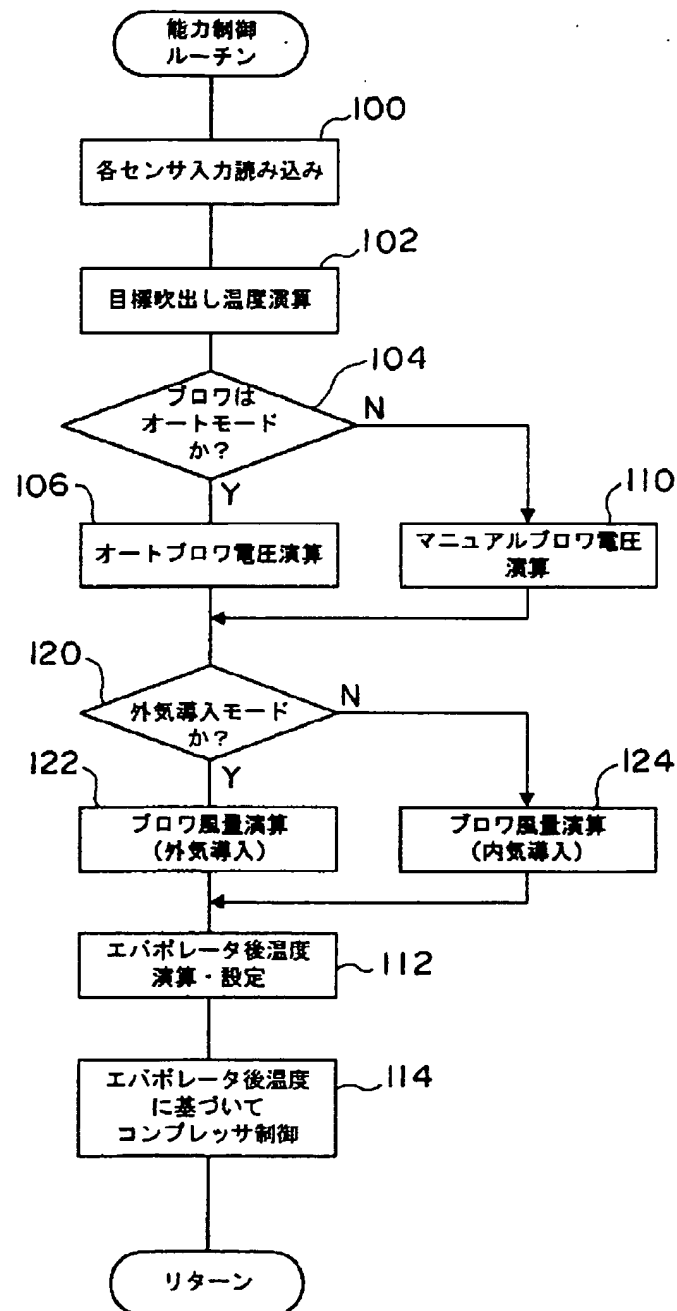 能力制御
ルーチン
100
各センサ入力読み込み
102
目標吹出し温度演算
104
ブロワは
オートモード
か?
N
Y
106
オートブロワ電圧演算
110
マニュアルブロワ電圧
演算
120
外気導入モード
か?
N
Y
122
ブロワ風量演算
(外気導入)
124
ブロワ風量演算
(内気導入)
エバポレータ後温度
演算・設定
112
エバポレータ後温度
に基づいて
コンプレッサ制御
114
リターン